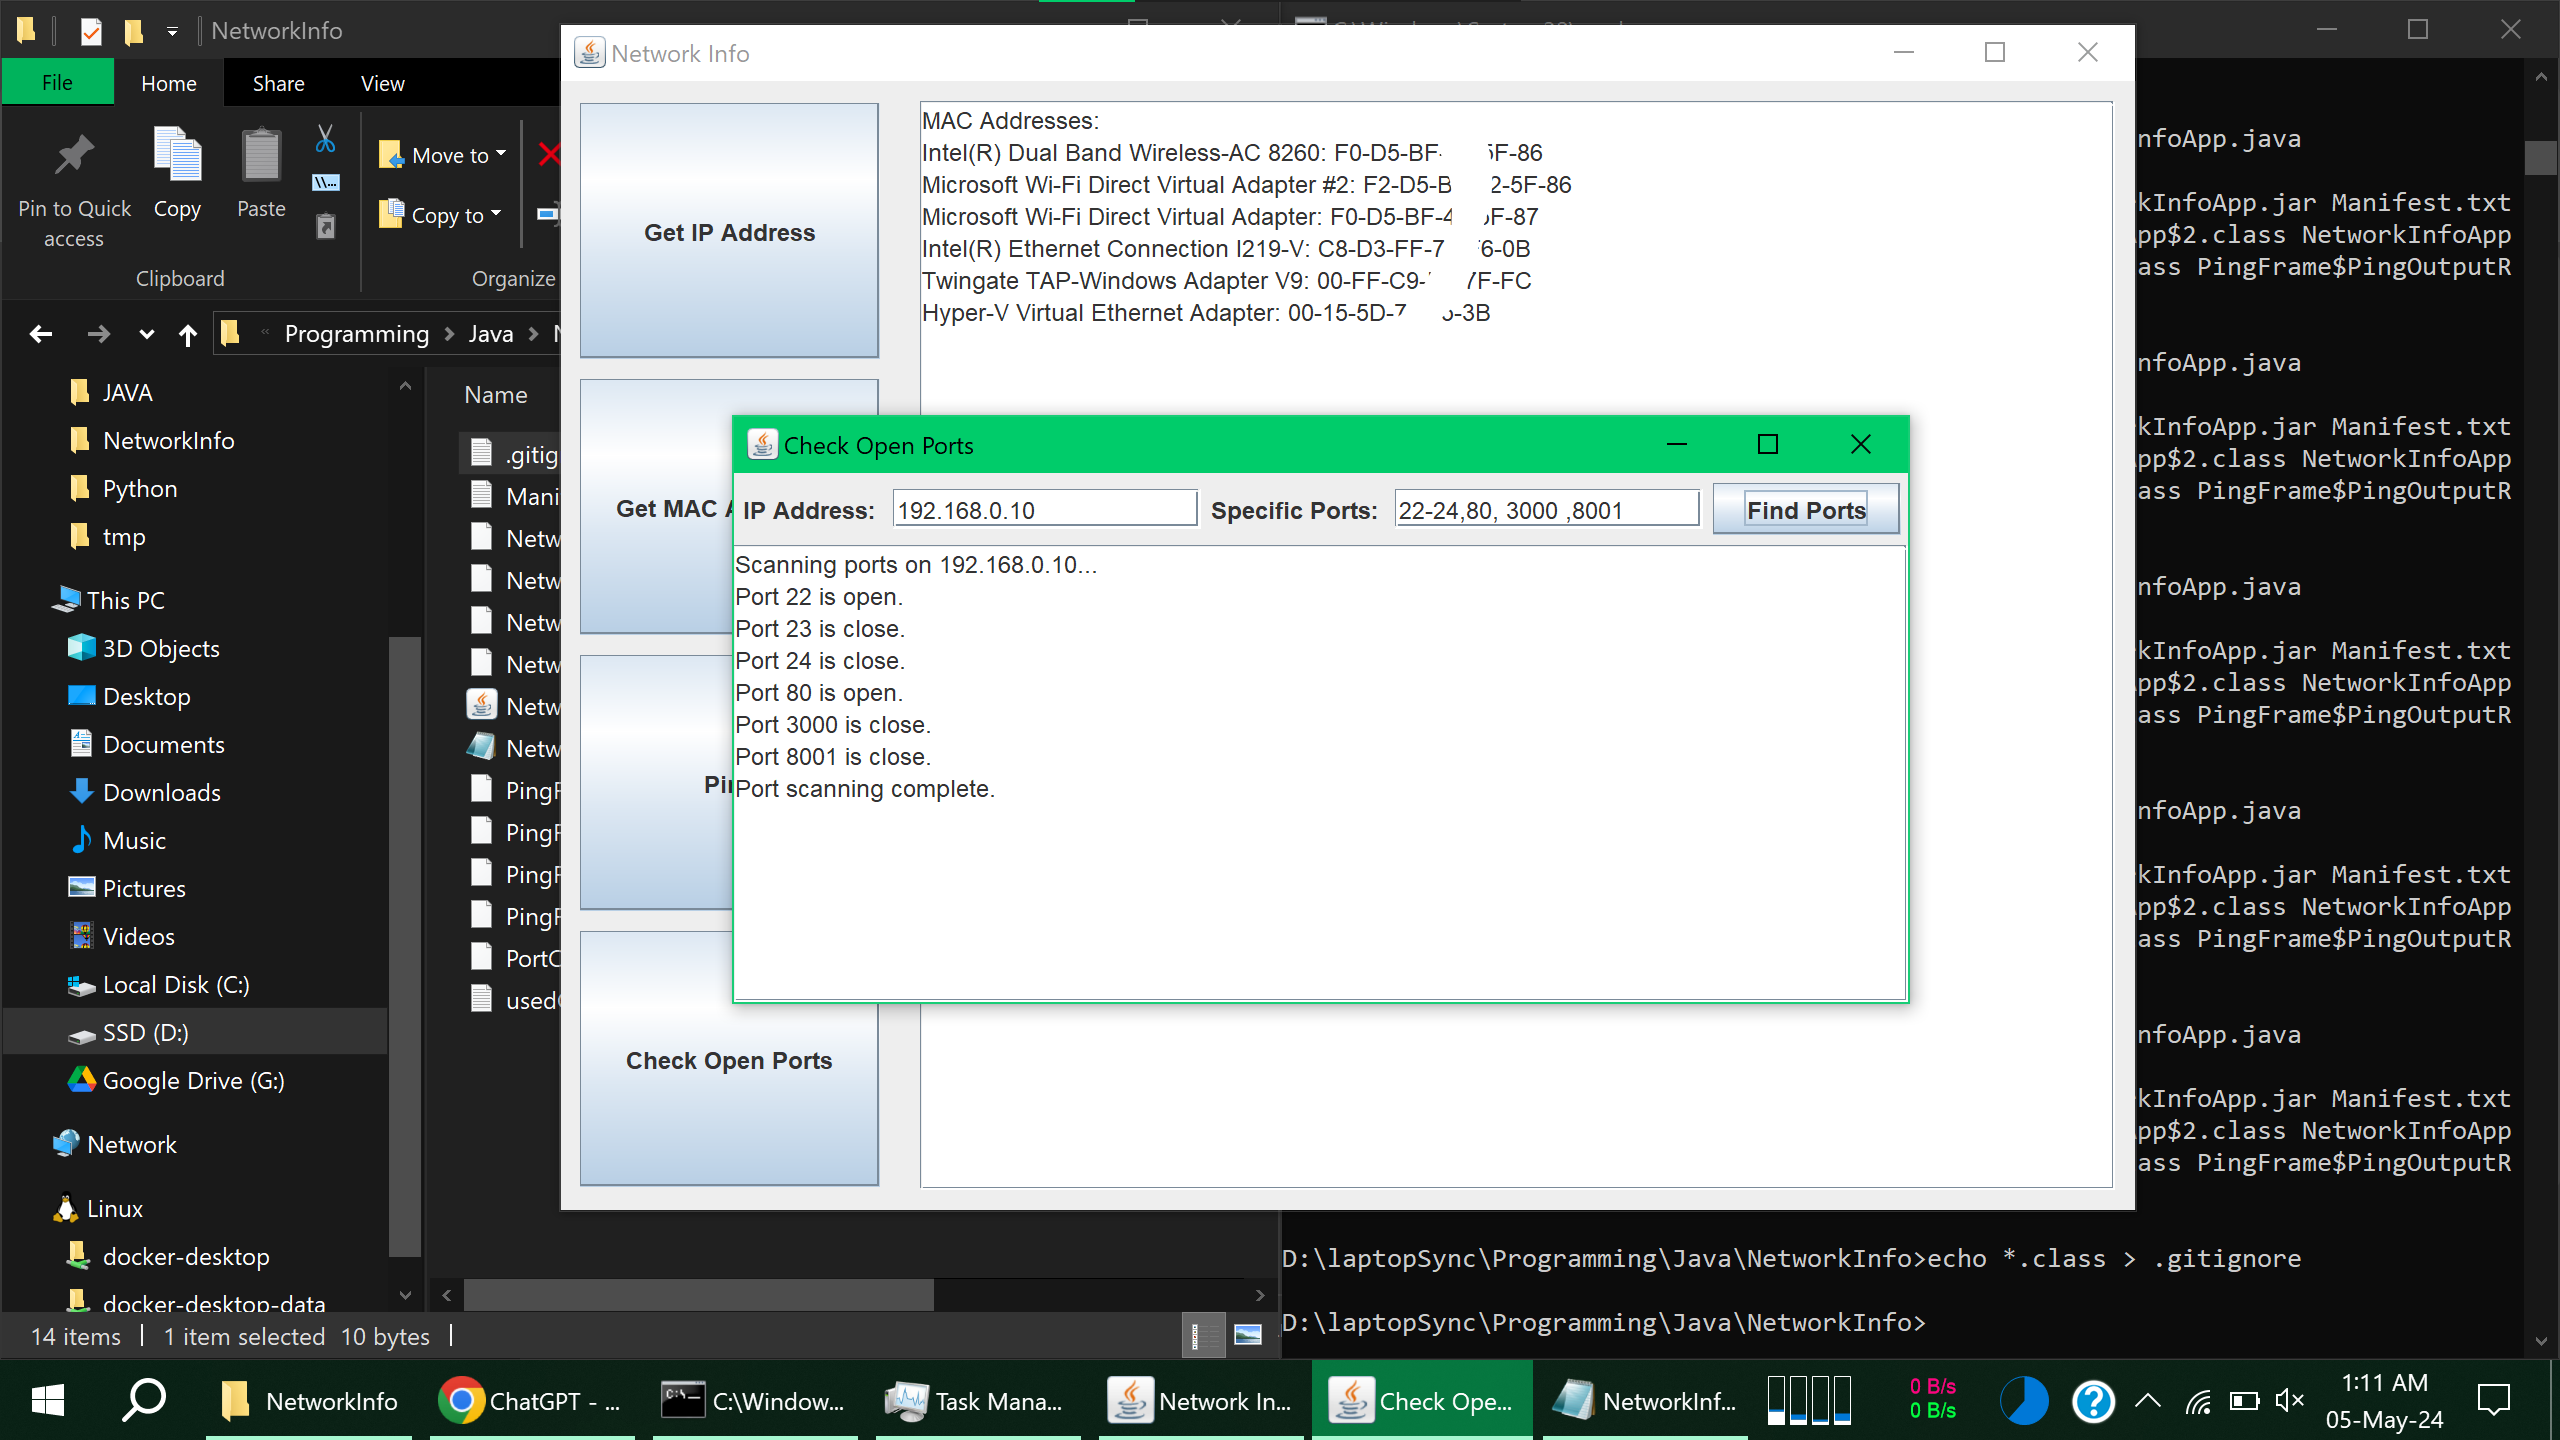 NetworkInfo
File
Home
Share
View
Pin to Quick access
Copy
Paste
Move to
Copy to
Clipboard
Organize
Programming
Java
JAVA
NetworkInfo
Python
tmp
This PC
3D Objects
Desktop
Documents
Downloads
Music
Pictures
Videos
Local Disk (C:)
SSD (D:)
Google Drive (G:)
Network
Linux
docker-desktop
docker-desktop-data
Name
.gitig
Mani
Netw
Netw
Netw
Netw
Netw
Netw
PingF
PingF
PingF
PingF
PortC
14 items
1 item selected 10 bytes
Network Info
Get IP Address
Get MAC A
Check Open Ports
MAC Addresses:
Intel(R) Dual Band Wireless-AC 8260: F0-D5-BF- 5F-86
Microsoft Wi-Fi Direct Virtual Adapter #2: F2-D5-B 2-5F-86
Microsoft Wi-Fi Direct Virtual Adapter: F0-D5-BF-4 F-87
Intel(R) Ethernet Connection I219-V: C8-D3-FF-7 6-0B
Twingate TAP-Windows Adapter V9: 00-FF-C9- 7F-FC
Hyper-V Virtual Ethernet Adapter: 00-15-5D-7 -3B
Check Open Ports
IP Address: 192.168.0.10 Specific Ports: 22-24,80, 3000 ,8001 Find Ports
Scanning ports on 192.168.0.10...
Port 22 is open.
Port 23 is close.
Port 24 is close.
Port 80 is open.
Port 3000 is close.
Port 8001 is close.
Port scanning complete.
nfoApp.java
kInfoApp.jar Manifest.txt
pp$2.class NetworkInfoApp
ass PingFrame$PingOutputR
nfoApp.java
kInfoApp.jar Manifest.txt
pp$2.class NetworkInfoApp
ass PingFrame$PingOutputR
nfoApp.java
kInfoApp.jar Manifest.txt
pp$2.class NetworkInfoApp
ass PingFrame$PingOutputR
nfoApp.java
kInfoApp.jar Manifest.txt
pp$2.class NetworkInfoApp
ass PingFrame$PingOutputR
nfoApp.java
kInfoApp.jar Manifest.txt
pp$2.class NetworkInfoApp
ass PingFrame$PingOutputR
D:\laptopSync\Programming\Java\NetworkInfo>echo *.class > .gitignore
D:\laptopSync\Programming\Java\NetworkInfo>
NetworkInfo
ChatGPT - ...
C:\Window...
Task Mana...
Network In...
Check Ope...
NetworkInf...
0 B/s
0 B/s
1:11 AM
05-May-24